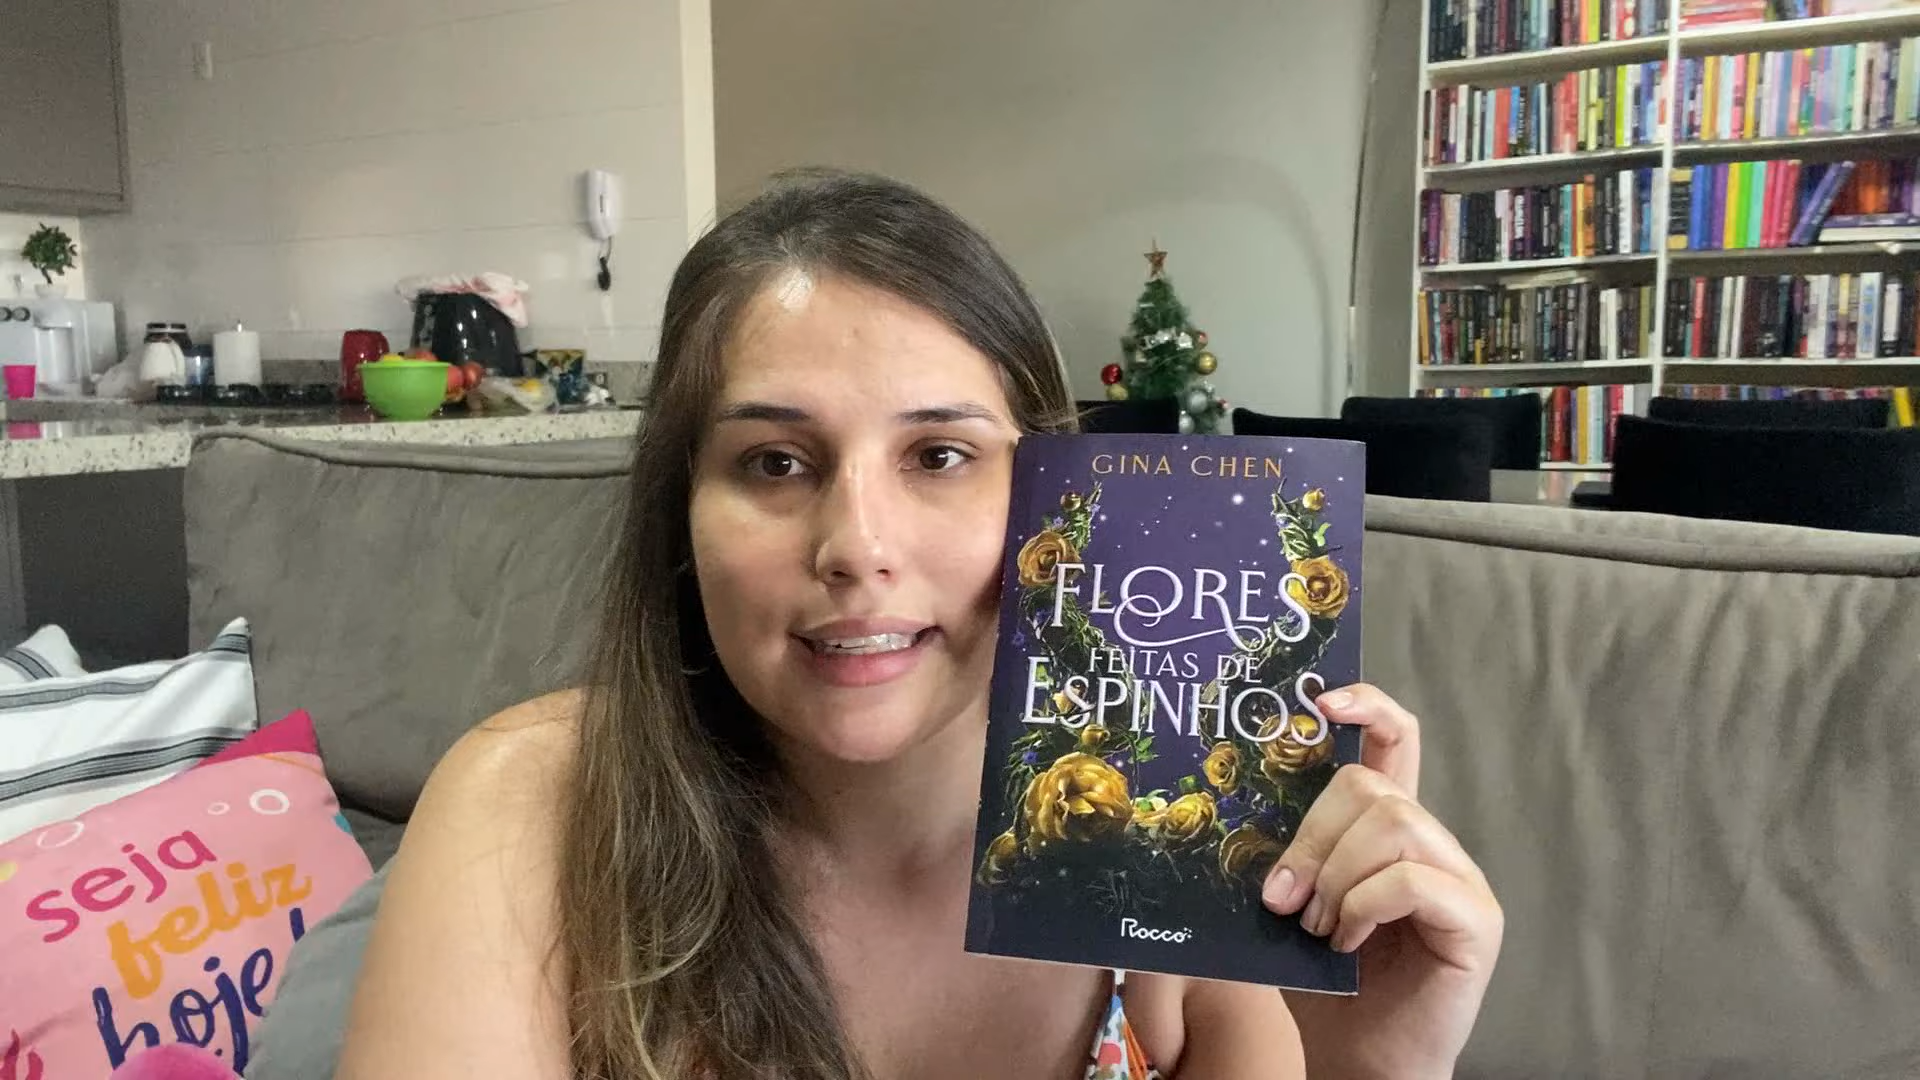 GINA CHEN
FLORES
FEITAS DE
ESPINHOS
Rocco
seja
feliz
hoje!